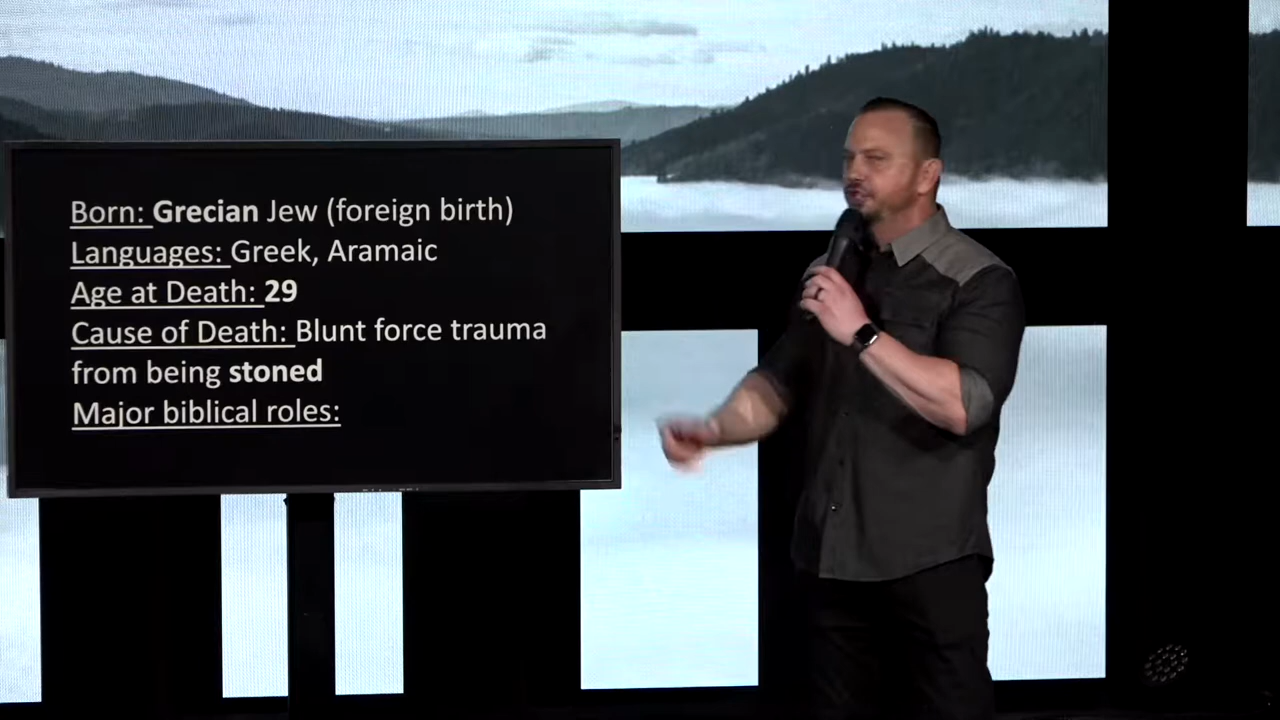 Born: Grecian Jew (foreign birth)
Languages: Greek, Aramaic
Age at Death: 29
Cause of Death: Blunt force trauma
from being stoned
Major biblical roles: